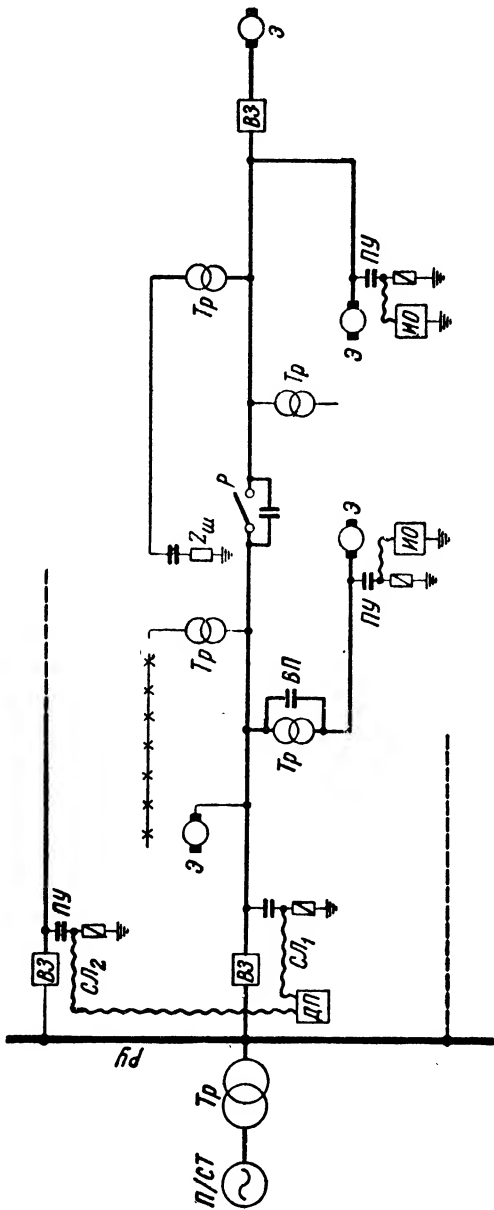 П/СТ
Тр
РУ
ВЗ
СЛ₂
ПУ
ДП
ВЗ
СЛ₁
Э
Тр
Тр
ВП
ПУ
Э
ИО
Zш
Р
Тр
Тр
Э
ПУ
ИО
ВЗ
Э